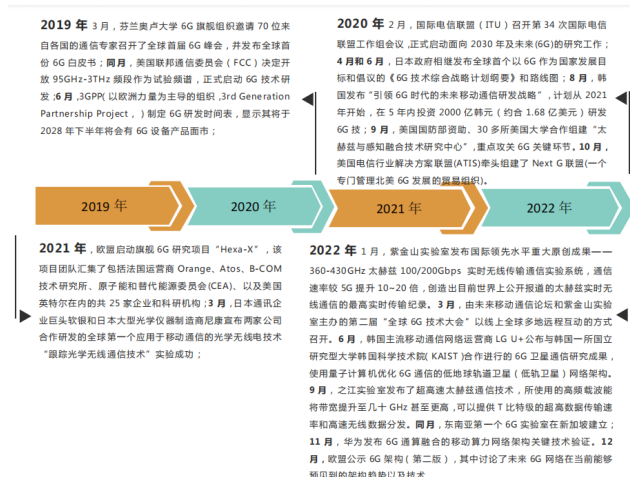 2019 年 3 月，芬兰奥卢大学 6G 旗舰组织邀请 70 位来
自各国的通信专家召开了全球首届 6G 峰会，并发布全球首
份 6G 白皮书；同月，美国联邦通信委员会（FCC）决定开
放 95GHz-3THz 频段作为试验频谱，正式启动 6G 技术研
发；6 月，3GPP( 以欧洲力量为主导的组织，3rd Generation
Partnership Project，）制定 6G 研发时间表，显示其将于
2028 年下半年将会有 6G 设备产品面市；
2020 年 2 月，国际电信联盟（ITU）召开第 34 次国际电信
联盟工作组会议，正式启动面向 2030 年及未来(6G)的研究工作；
4 月和 6 月，日本政府相继发布全球首个以 6G 作为国家发展目
标和倡议的《6G 技术综合战略计划纲要》和路线图；8 月，韩
国发布“引领 6G 时代的未来移动通信研发战略”，计划从 2021
年开始，在 5 年内投资 2000 亿韩元（约合 1.68 亿美元）研发
6G 技；9 月，美国国防部资助、30 多所美国大学合作组建“太
赫兹与感知融合技术研究中心”，重点攻关 6G 关键环节。10 月，
美国电信行业解决方案联盟(ATIS)牵头组建了 Next G 联盟(一个
专门管理北美 6G 发展的贸易组织)。
2019 年
2020 年
2021 年
2022 年
2021 年，欧盟启动旗舰 6G 研究项目“Hexa-X”，该
项目团队汇集了包括法国运营商 Orange、Atos、B-COM
技术研究所、原子能和替代能源委员会(CEA)、以及美国
英特尔在内的共 25 家企业和科研机构；3 月，日本通讯企
业巨头软银和日本大型光学仪器制造商尼康宣布两家公司
合作研发的全球第一个应用于移动通信的光学无线电技术
“跟踪光学无线通信技术”实验成功；
2022 年 1 月，紫金山实验室发布国际领先水平重大原创成果——
360-430GHz 太赫兹 100/200Gbps 实时无线传输通信实验系统，通信
速率较 5G 提升 10~20 倍，创造出目前世界上公开报道的太赫兹实时无
线通信的最高实时传输纪录。3 月，由未来移动通信论坛和紫金山实验
室主办的第二届“全球 6G 技术大会”以线上全球多地远程互动的方式
召开。6 月，韩国主流移动通信网络运营商 LG U+公布与韩国一所国立
研究型大学韩国科学技术院( KAIST )合作进行的 6G 卫星通信研究成果，
使用量子计算机优化 6G 通信的低地球轨道卫星（低轨卫星）网络架构。
9 月，之江实验室发布了超高速太赫兹通信技术，所使用的高频载波能
将带宽提升至几十 GHz 甚至更高，可以提供 T 比特级的超高数据传输速
率和高速无线数据分发。同月，东南亚第一个 6G 实验室在新加坡建立；
11 月，华为发布 6G 通算融合的移动算力网络架构关键技术验证。12
月，欧盟公示 6G 架构（第二版），其中讨论了未来 6G 网络在当前能够
预见到的架构趋势以及技术